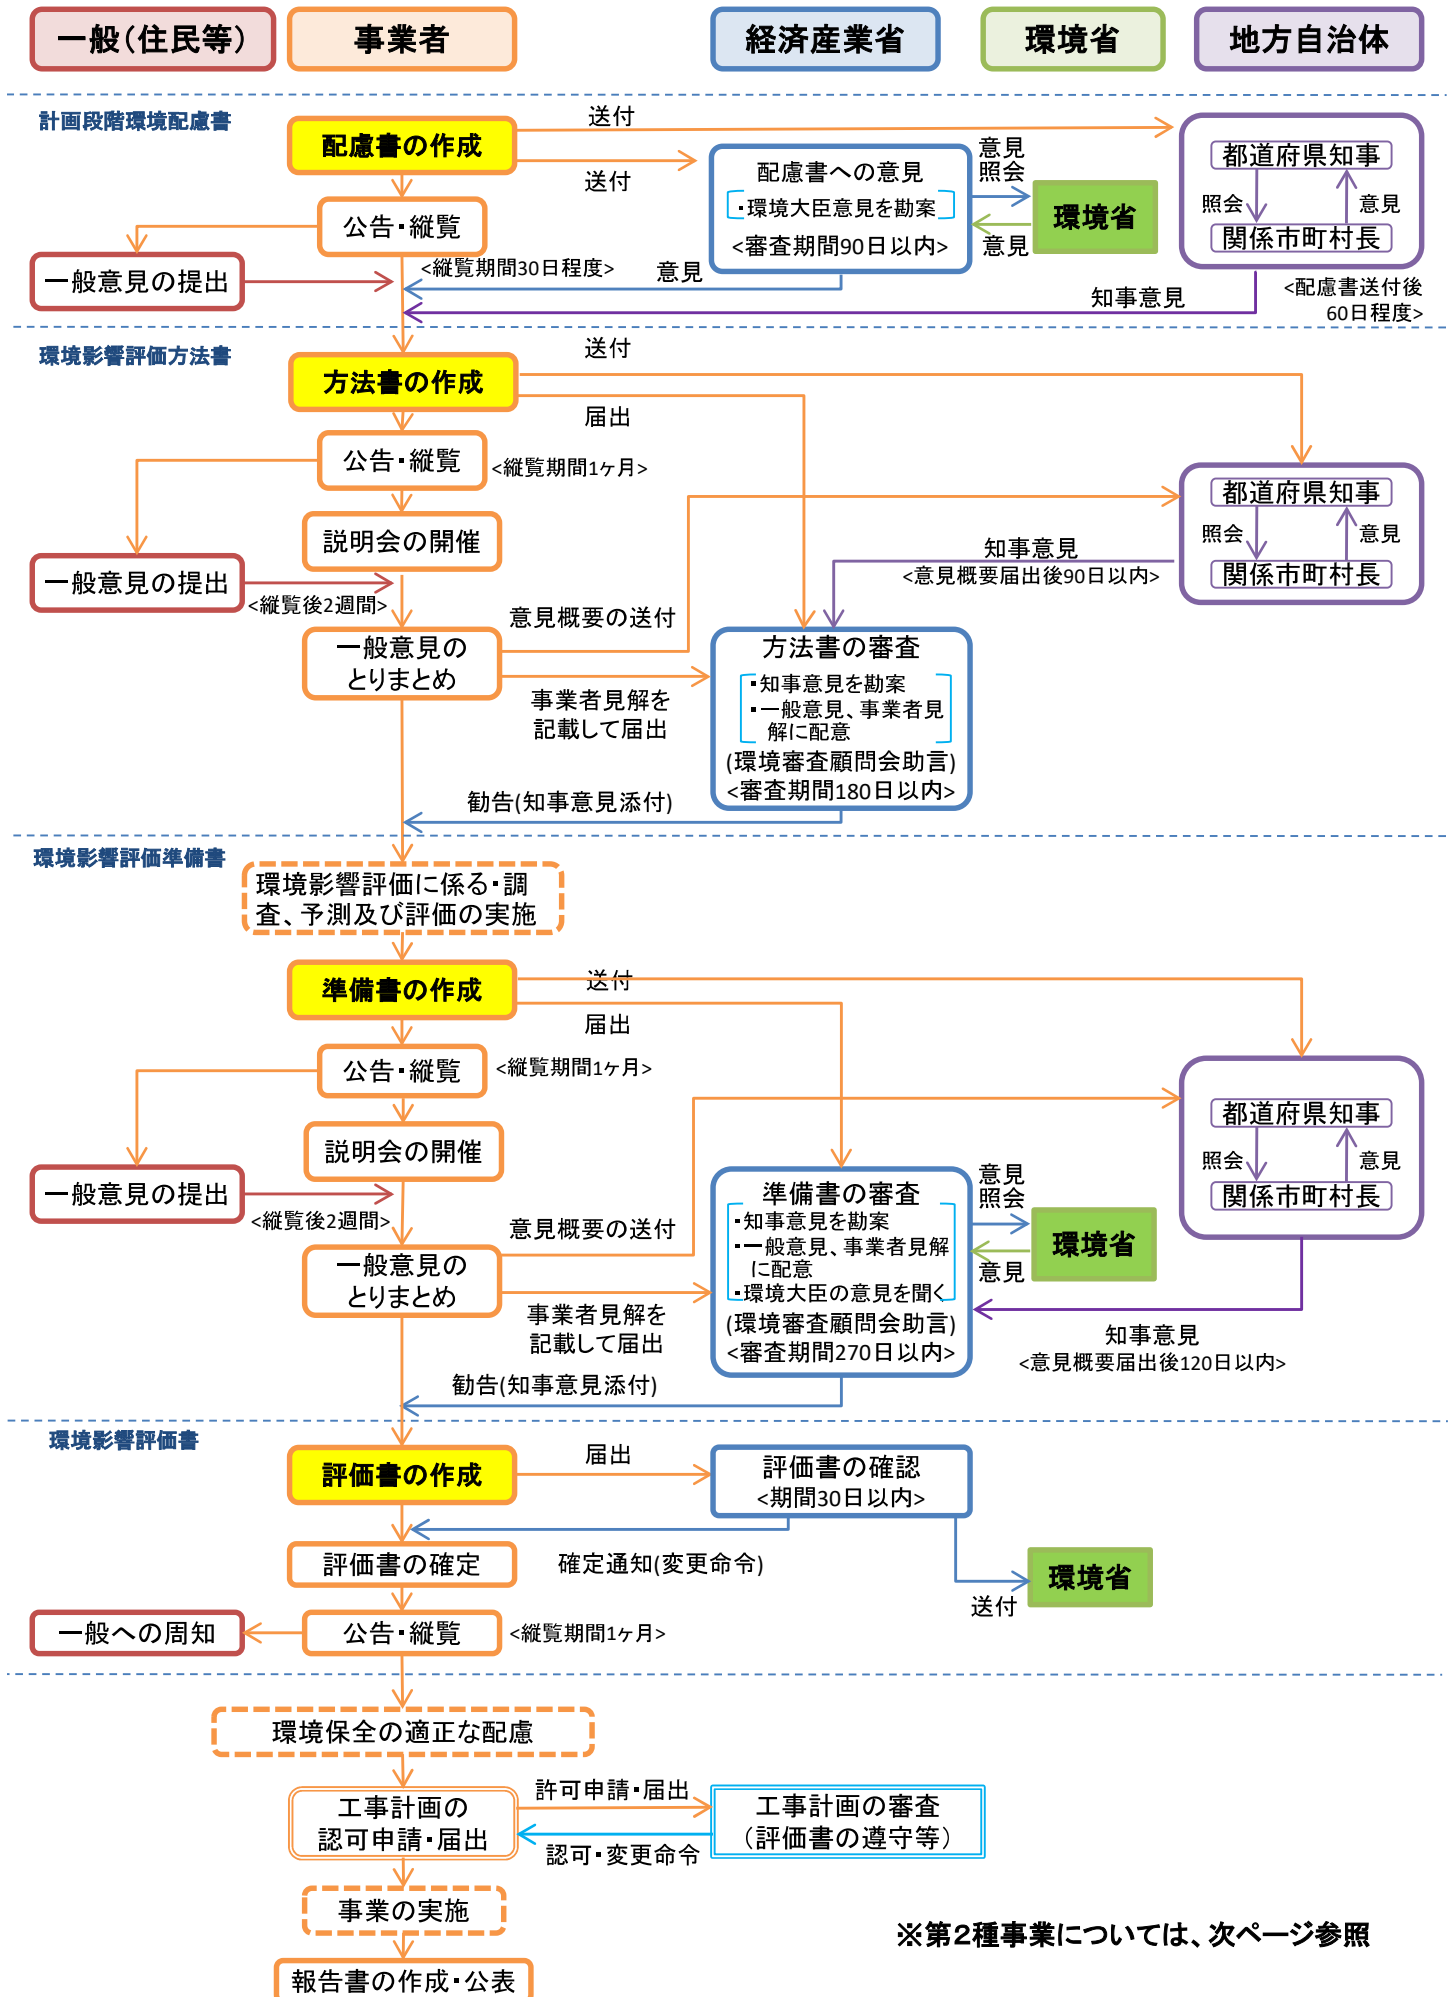 一般(住民等)
事業者
経済産業省
環境省
地方自治体
計画段階環境配慮書
配慮書の作成
送付
送付
公告・縦覧
<縦覧期間30日程度>
一般意見の提出
配慮書への意見
・環境大臣意見を勘案
<審査期間90日以内>
意見
照会
環境省
意見
都道府県知事
照会
意見
関係市町村長
意見
知事意見
<配慮書送付後
60日程度>
環境影響評価方法書
方法書の作成
送付
届出
公告・縦覧
<縦覧期間1ヶ月>
説明会の開催
一般意見の提出
<縦覧後2週間>
一般意見の
とりまとめ
意見概要の送付
事業者見解を
記載して届出
都道府県知事
照会
意見
関係市町村長
知事意見
<意見概要届出後90日以内>
方法書の審査
・知事意見を勘案
・一般意見、事業者見
解に配意
(環境審査顧問会助言)
<審査期間180日以内>
勧告(知事意見添付)
環境影響評価準備書
環境影響評価に係る・調
査、予測及び評価の実施
準備書の作成
送付
届出
公告・縦覧
<縦覧期間1ヶ月>
説明会の開催
一般意見の提出
<縦覧後2週間>
一般意見の
とりまとめ
意見概要の送付
事業者見解を
記載して届出
都道府県知事
照会
意見
関係市町村長
準備書の審査
・知事意見を勘案
・一般意見、事業者見解
に配意
・環境大臣の意見を聞く
(環境審査顧問会助言)
<審査期間270日以内>
意見
照会
環境省
意見
知事意見
<意見概要届出後120日以内>
勧告(知事意見添付)
環境影響評価書
評価書の作成
届出
評価書の確認
<期間30日以内>
評価書の確定
確定通知(変更命令)
環境省
送付
一般への周知
公告・縦覧
<縦覧期間1ヶ月>
環境保全の適正な配慮
工事計画の
認可申請・届出
許可申請・届出
認可・変更命令
工事計画の審査
(評価書の遵守等)
事業の実施
※第2種事業については、次ページ参照
報告書の作成・公表